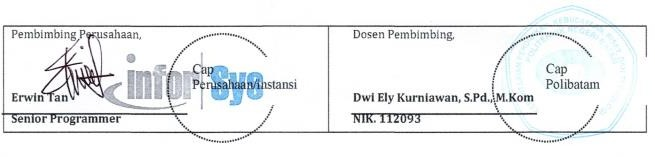 Pembimbing Perusahaan,
inforSys
Cap
Perusahaan/instansi
Erwin Tan
Senior Programmer
Dosen Pembimbing,
Cap
Polibatam
Dwi Ely Kurniawan, S.Pd., M.Kom
NIK. 112093